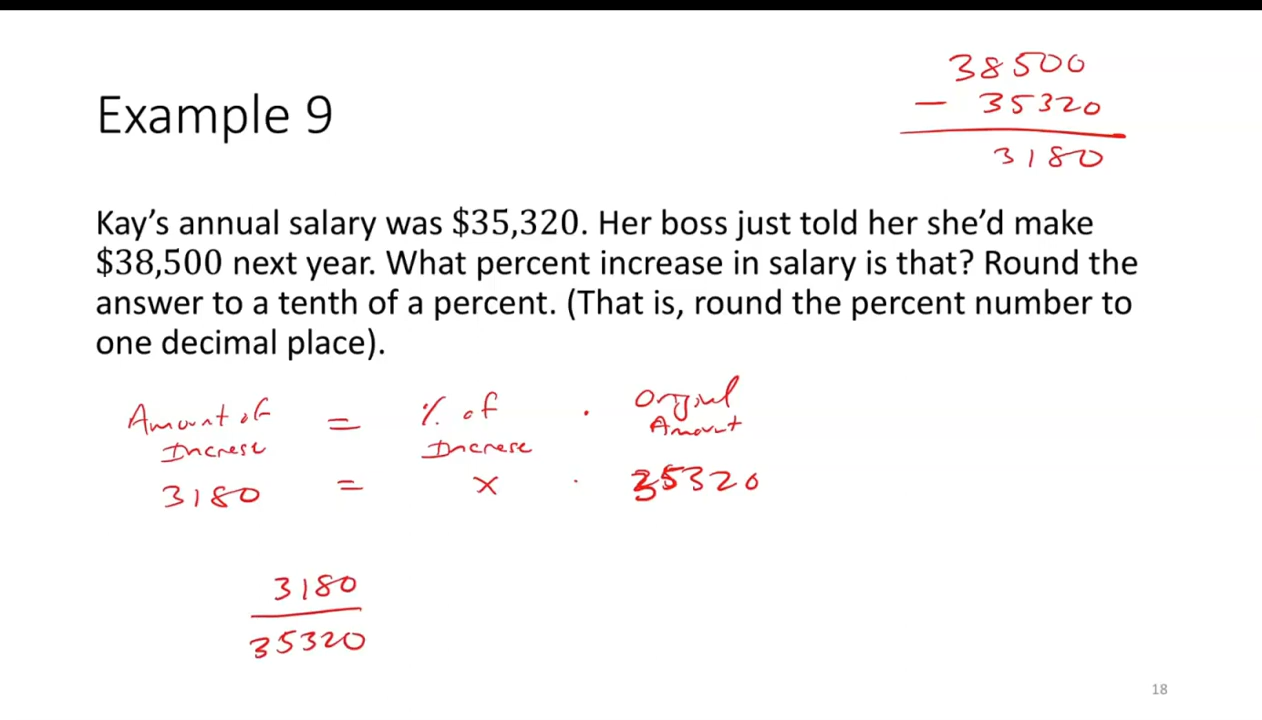 38500
Example 9
- 35320
3180
Kay's annual salary was $35,320. Her boss just told her she'd make
$38,500 next year. What percent increase in salary is that? Round the
answer to a tenth of a percent. (That is, round the percent number to
one decimal place).
Amount of = % of · Original
Increse Increse Amount
3180 = x · 35320
3180
35320
18